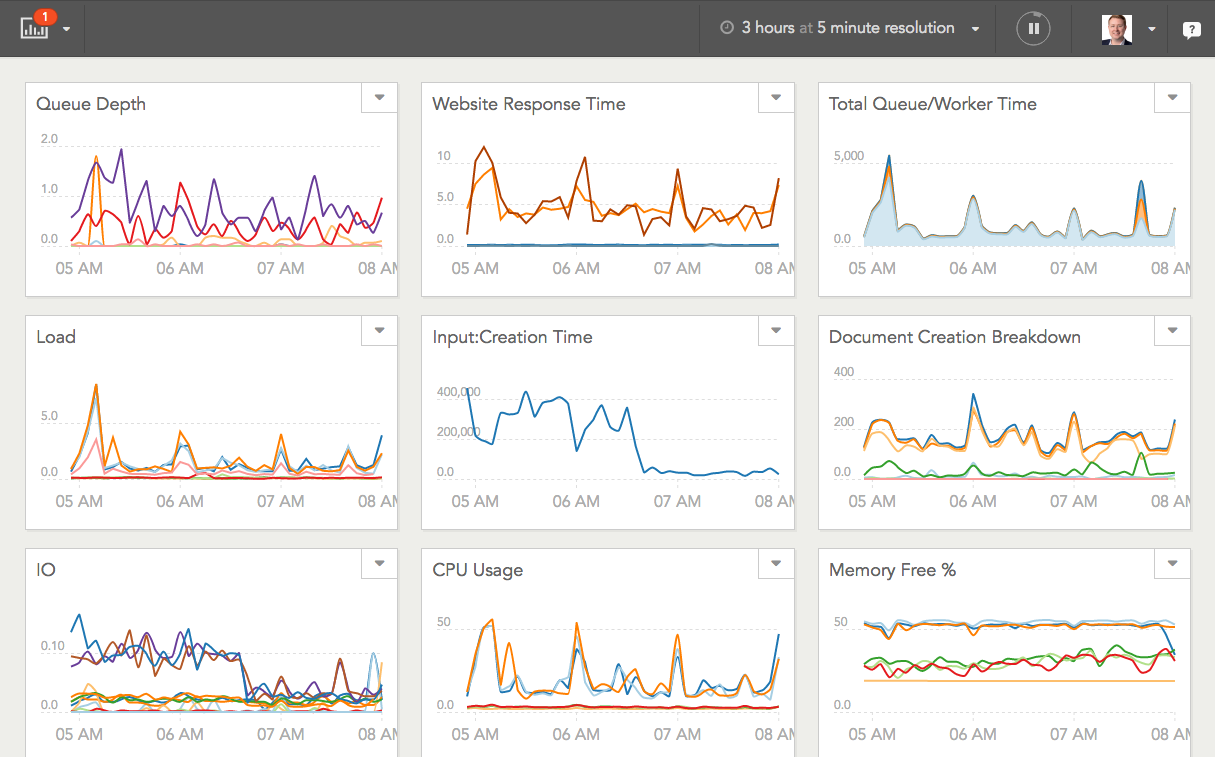 1
3 hours at 5 minute resolution
?
Queue Depth
2.0
1.0
0.0
05 AM 06 AM 07 AM 08 AM
Website Response Time
10
5.0
0.0
05 AM 06 AM 07 AM 08 AM
Total Queue/Worker Time
5,000
0.0
05 AM 06 AM 07 AM 08 AM
Load
5.0
0.0
05 AM 06 AM 07 AM 08 AM
Input:Creation Time
400,000
200,000
0.0
05 AM 06 AM 07 AM 08 AM
Document Creation Breakdown
400
200
0.0
05 AM 06 AM 07 AM 08 AM
IO
0.10
0.0
05 AM 06 AM 07 AM 08 AM
CPU Usage
50
0.0
05 AM 06 AM 07 AM 08 AM
Memory Free %
50
0.0
05 AM 06 AM 07 AM 08 AM